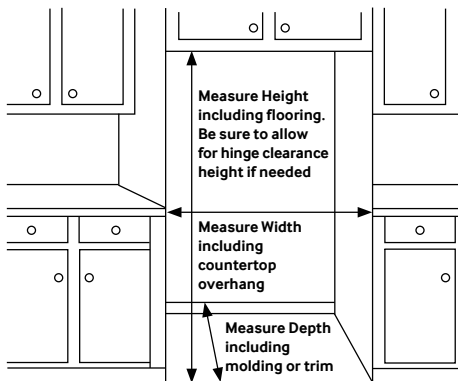 Measure Height
including flooring.
Be sure to allow
for hinge clearance
height if needed
Measure Width
including
countertop
overhang
Measure Depth
including
molding or trim